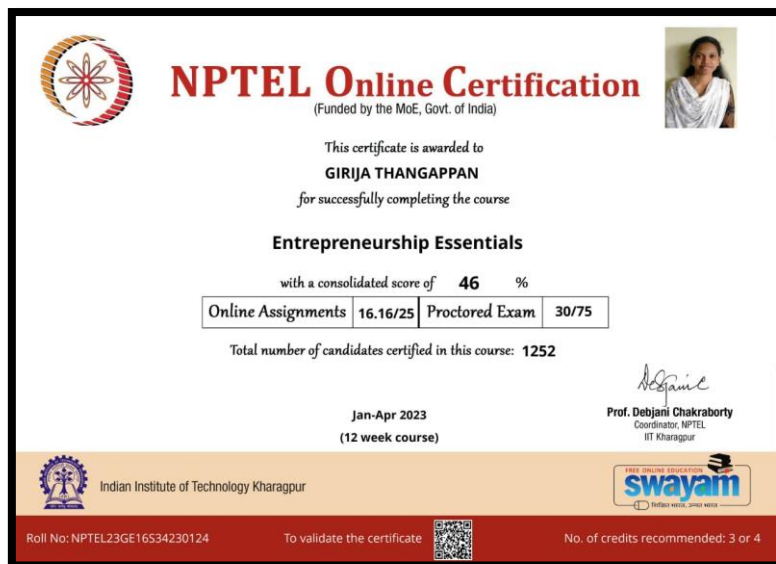 NPTEL Online Certification
(Funded by the MoE, Govt. of India)
This certificate is awarded to
GIRIJA THANGAPPAN
for successfully completing the course
Entrepreneurship Essentials
with a consolidated score of 46 %
Online Assignments 16.16/25 Proctored Exam 30/75
Total number of candidates certified in this course: 1252
Jan-Apr 2023
(12 week course)
Prof. Debjani Chakraborty
Coordinator, NPTEL
IIT Kharagpur
Indian Institute of Technology Kharagpur
FREE ONLINE EDUCATION
swayam
शिक्षित भारत, उन्नत भारत
Roll No: NPTEL23GE16S34230124 To validate the certificate No. of credits recommended: 3 or 4